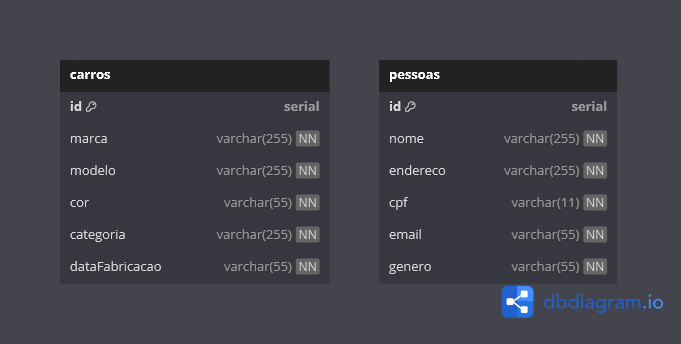 carros
id serial
marca varchar(255) NN
modelo varchar(255) NN
cor varchar(55) NN
categoria varchar(255) NN
dataFabricacao varchar(55) NN
pessoas
id serial
nome varchar(255) NN
endereco varchar(255) NN
cpf varchar(11) NN
email varchar(55) NN
genero varchar(55) NN
dbdiagram.io